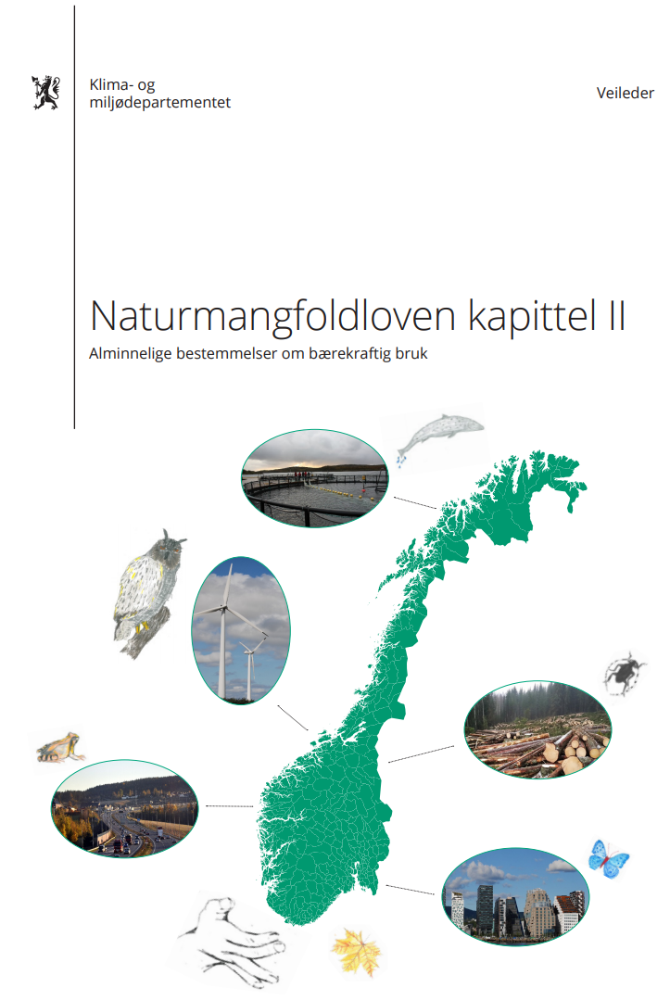 Klima- og
miljødepartementet
Veileder
Naturmangfoldloven kapittel II
Alminnelige bestemmelser om bærekraftig bruk